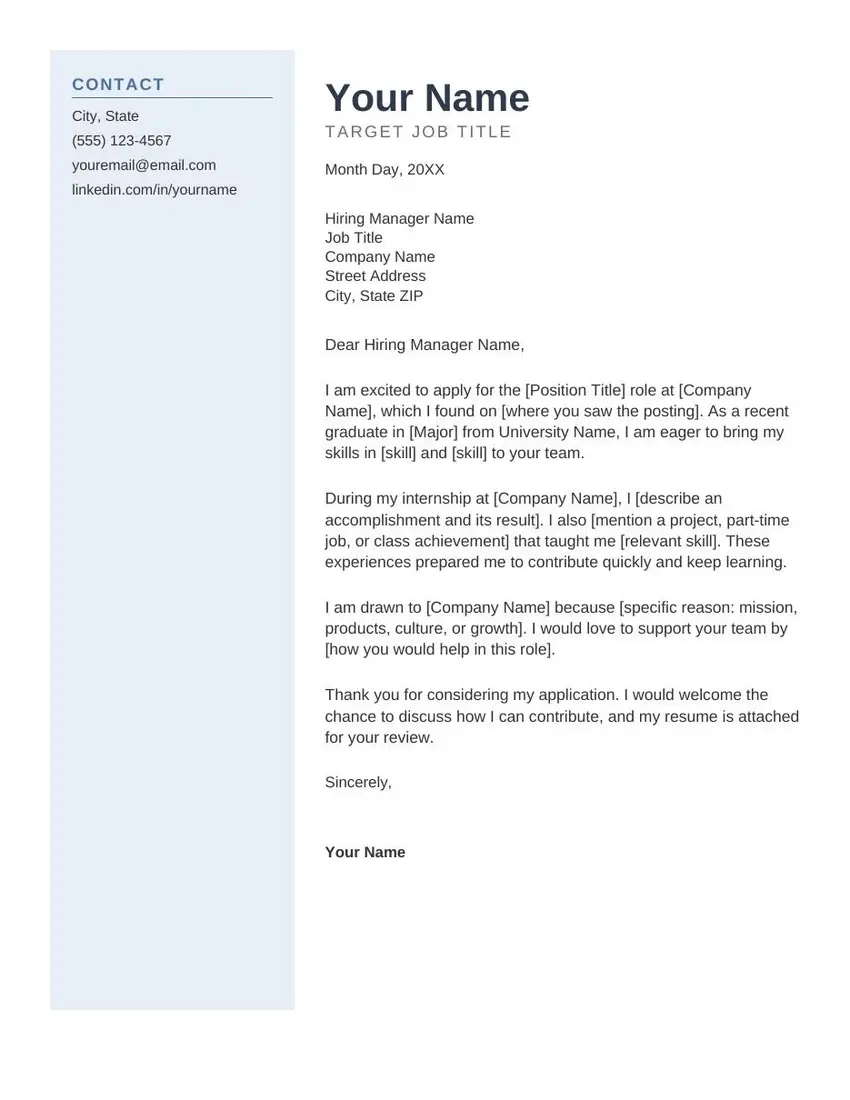 CONTACT
City, State
(555) 123-4567
youremail@email.com
linkedin.com/in/yourname
Your Name
TARGET JOB TITLE
Month Day, 20XX
Hiring Manager Name
Job Title
Company Name
Street Address
City, State ZIP
Dear Hiring Manager Name,
I am excited to apply for the [Position Title] role at [Company
Name], which I found on [where you saw the posting]. As a recent
graduate in [Major] from University Name, I am eager to bring my
skills in [skill] and [skill] to your team.
During my internship at [Company Name], I [describe an
accomplishment and its result]. I also [mention a project, part-time
job, or class achievement] that taught me [relevant skill]. These
experiences prepared me to contribute quickly and keep learning.
I am drawn to [Company Name] because [specific reason: mission,
products, culture, or growth]. I would love to support your team by
[how you would help in this role].
Thank you for considering my application. I would welcome the
chance to discuss how I can contribute, and my resume is attached
for your review.
Sincerely,
Your Name